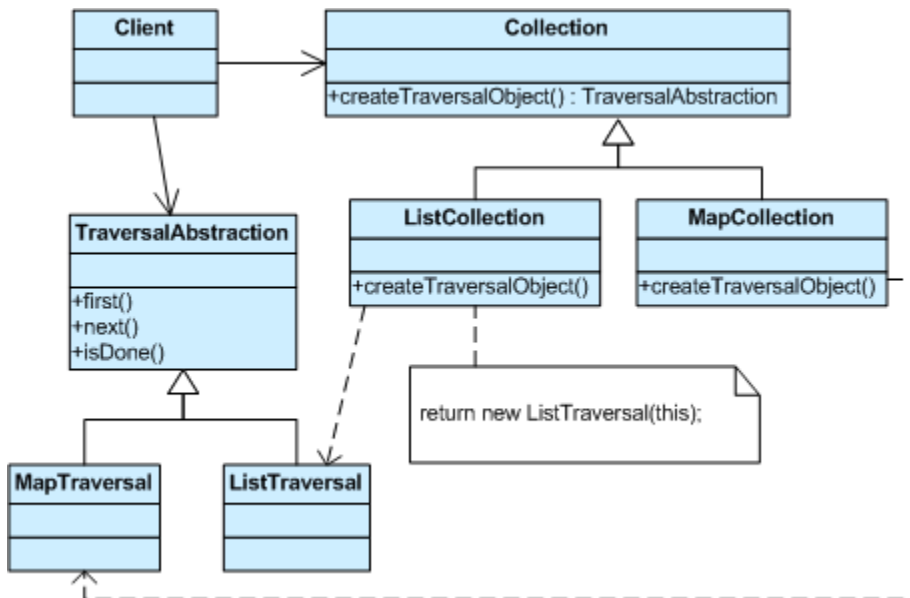 Client
Collection
+createTraversalObject() : TraversalAbstraction
TraversalAbstraction
+first()
+next()
+isDone()
ListCollection
+createTraversalObject()
MapCollection
+createTraversalObject()
return new ListTraversal(this);
MapTraversal
ListTraversal